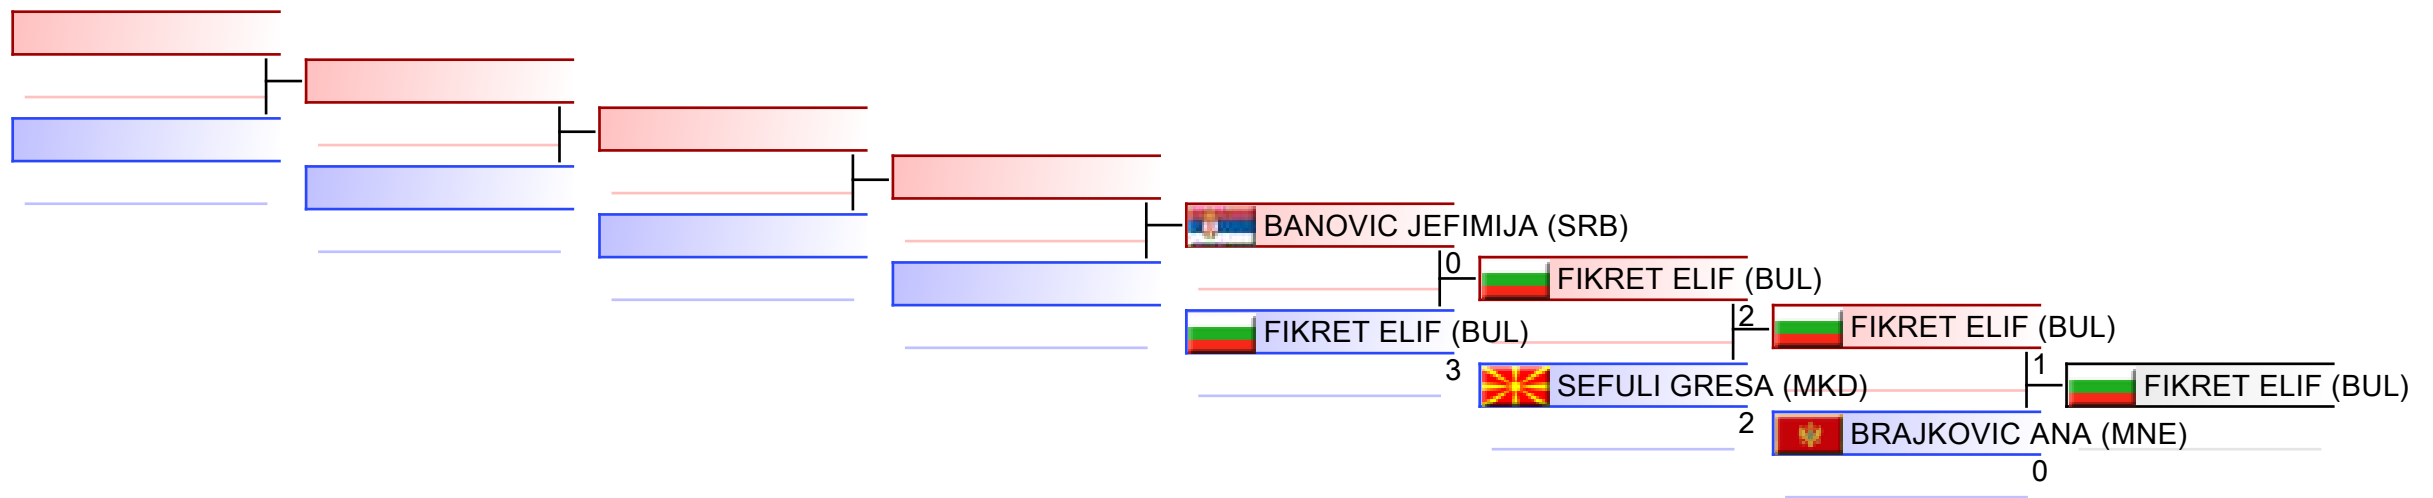 BANOVIC JEFIMIJA (SRB)
0
FIKRET ELIF (BUL)
FIKRET ELIF (BUL)
3
2
SEFULI GRESA (MKD)
2
FIKRET ELIF (BUL)
1
BRAJKOVIC ANA (MNE)
0
FIKRET ELIF (BUL)